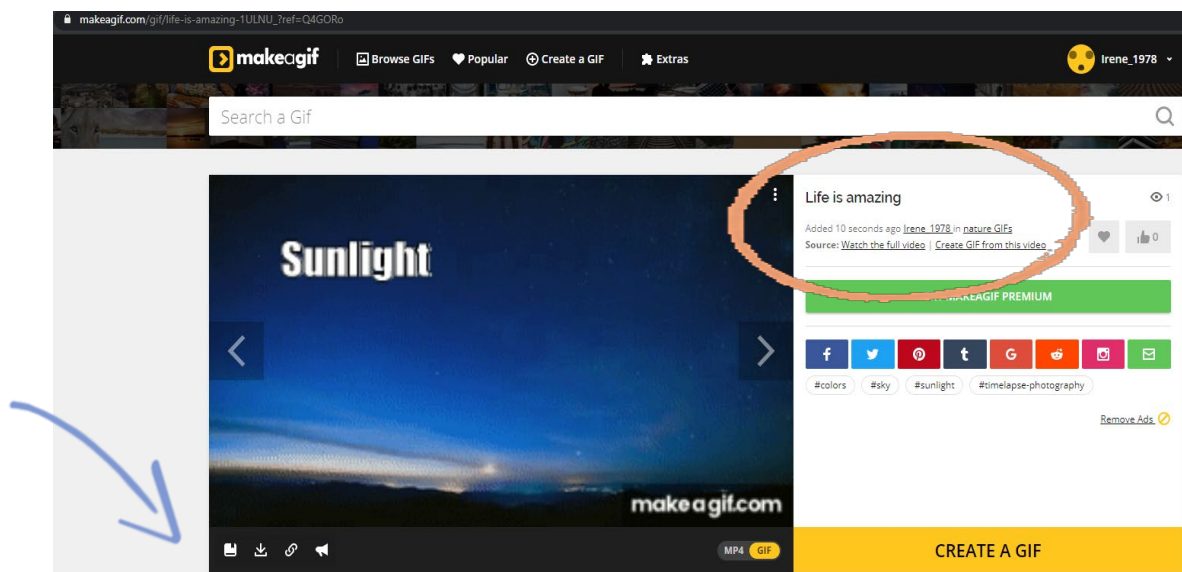 makeagif.com/gif/life-is-amazing-1ULNU_?ref=Q4GORo
makeagif Browse GIFs Popular Create a GIF Extras Irene_1978
Search a Gif
Sunlight
makeagif.com
MP4 GIF
Life is amazing 1
Added 10 seconds ago Irene_1978 in nature GIFs
Source: Watch the full video | Create GIF from this video
0
MAKEAGIF PREMIUM
f t G
#colors #sky #sunlight #timelapse-photography
Remove Ads
CREATE A GIF